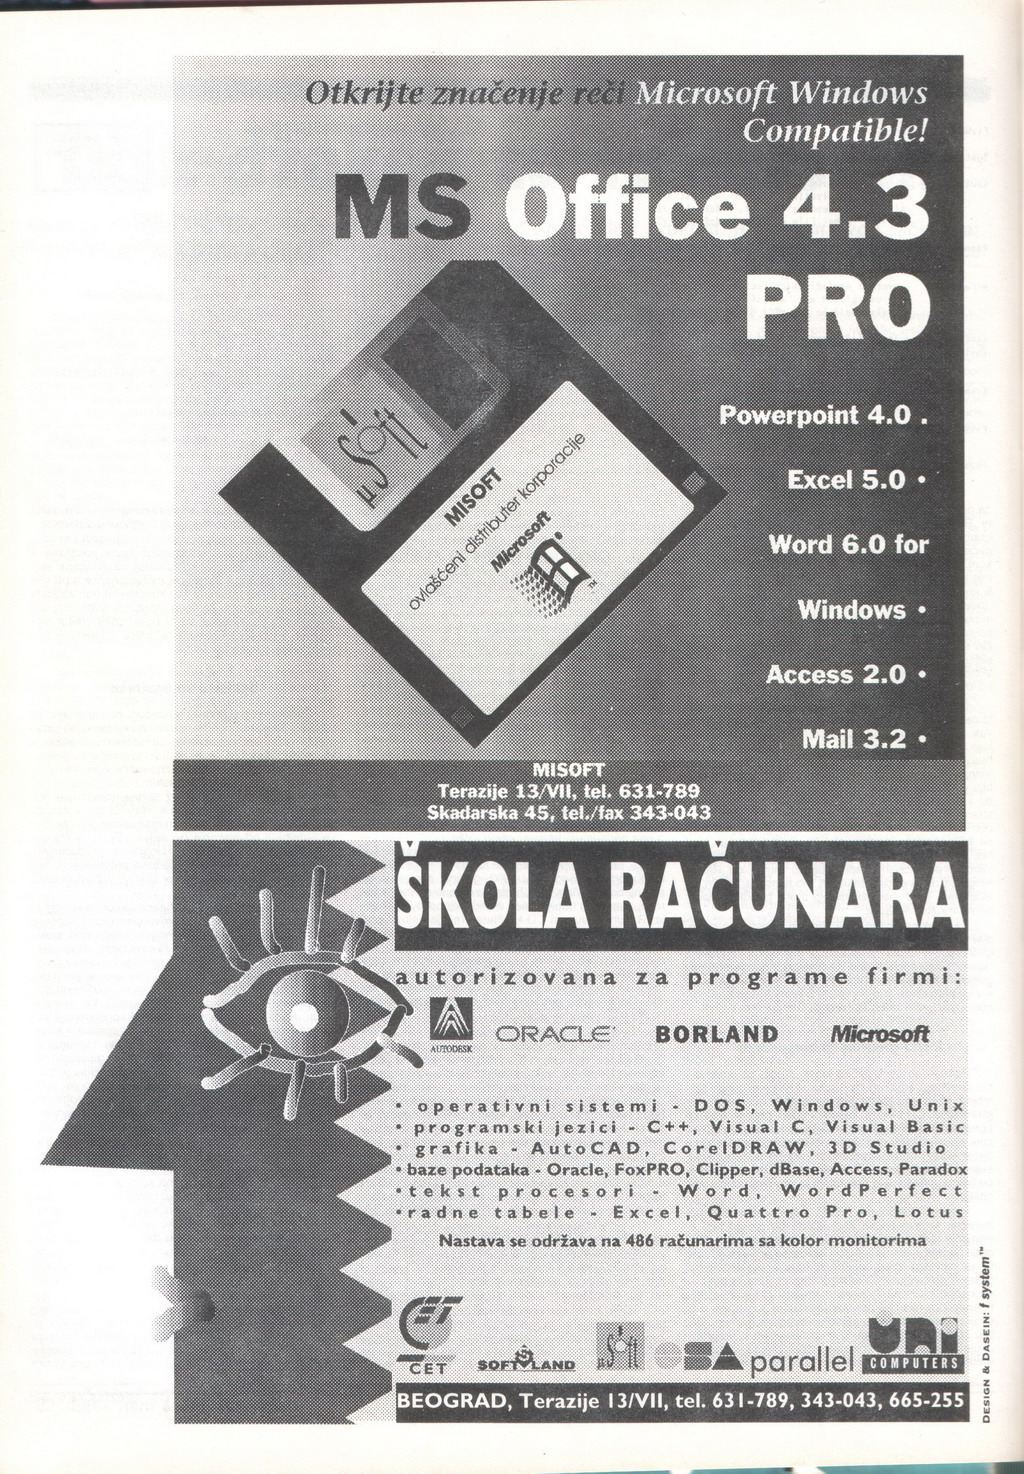 Otkrijte značenje reči Microsoft Windows
Compatible!
MS Office 4.3
PRO
µSoft
MISOFT
ovlašćeni distributer korporacije
Microsoft
TM
Powerpoint 4.0 .
Excel 5.0 •
Word 6.0 for
Windows •
Access 2.0 •
Mail 3.2 •
MISOFT
Terazije 13/VII, tel. 631-789
Skadarska 45, tel./fax 343-043
ŠKOLA RAČUNARA
autorizovana za programe firmi:
AUTODESK
ORACLE
BORLAND
Microsoft
• operativni sistemi - DOS, Windows, Unix
• programski jezici - C++, Visual C, Visual Basic
• grafika - AutoCAD, CorelDRAW, 3D Studio
• baze podataka - Oracle, FoxPRO, Clipper, dBase, Access, Paradox
•tekst procesori - Word, WordPerfect
•radne tabele - Excel, Quattro Pro, Lotus
Nastava se održava na 486 računarima sa kolor monitorima
CET
CET
SOFTLAND
µSoft
parallel
UNI
COMPUTERS
BEOGRAD, Terazije 13/VII, tel. 631-789, 343-043, 665-255
DESIGN & DASEIN: f system™